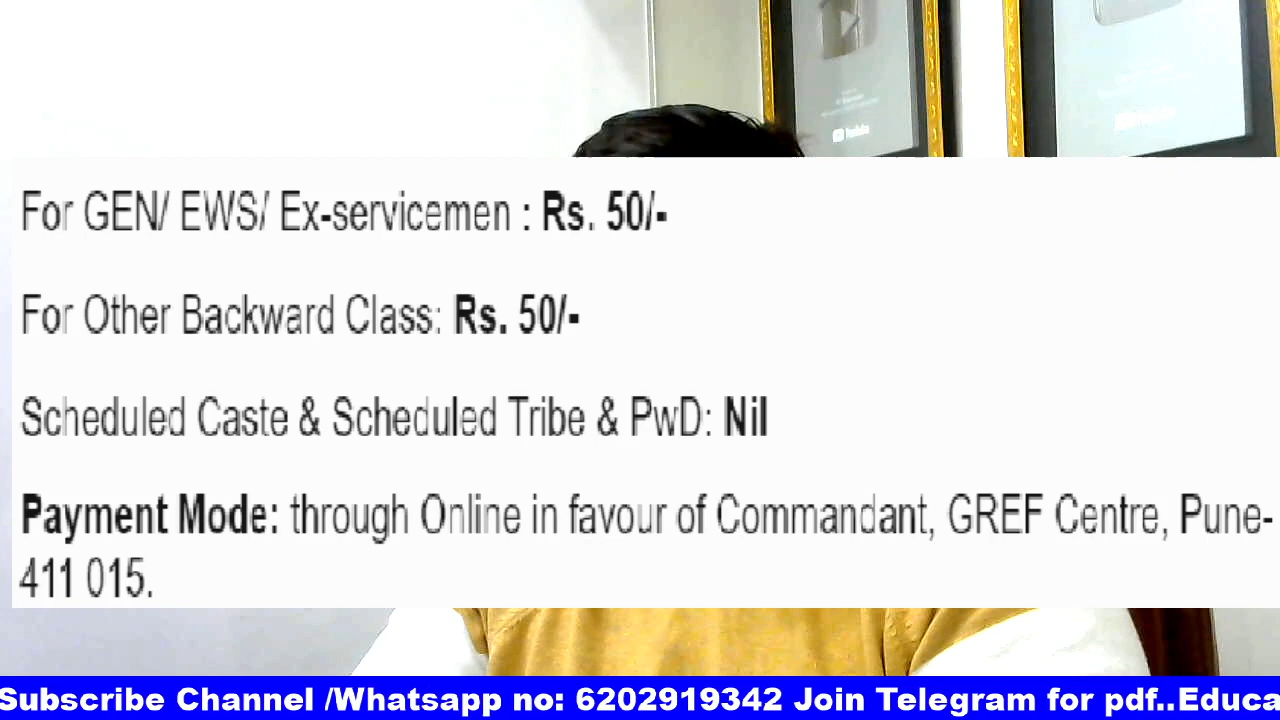 YouTube
For GEN/ EWS/ Ex-servicemen : Rs. 50/-
For Other Backward Class: Rs. 50/-
Scheduled Caste & Scheduled Tribe & PwD: Nil
Payment Mode: through Online in favour of Commandant, GREF Centre, Pune-
411 015.
Subscribe Channel /Whatsapp no: 6202919342 Join Telegram for pdf..Educa